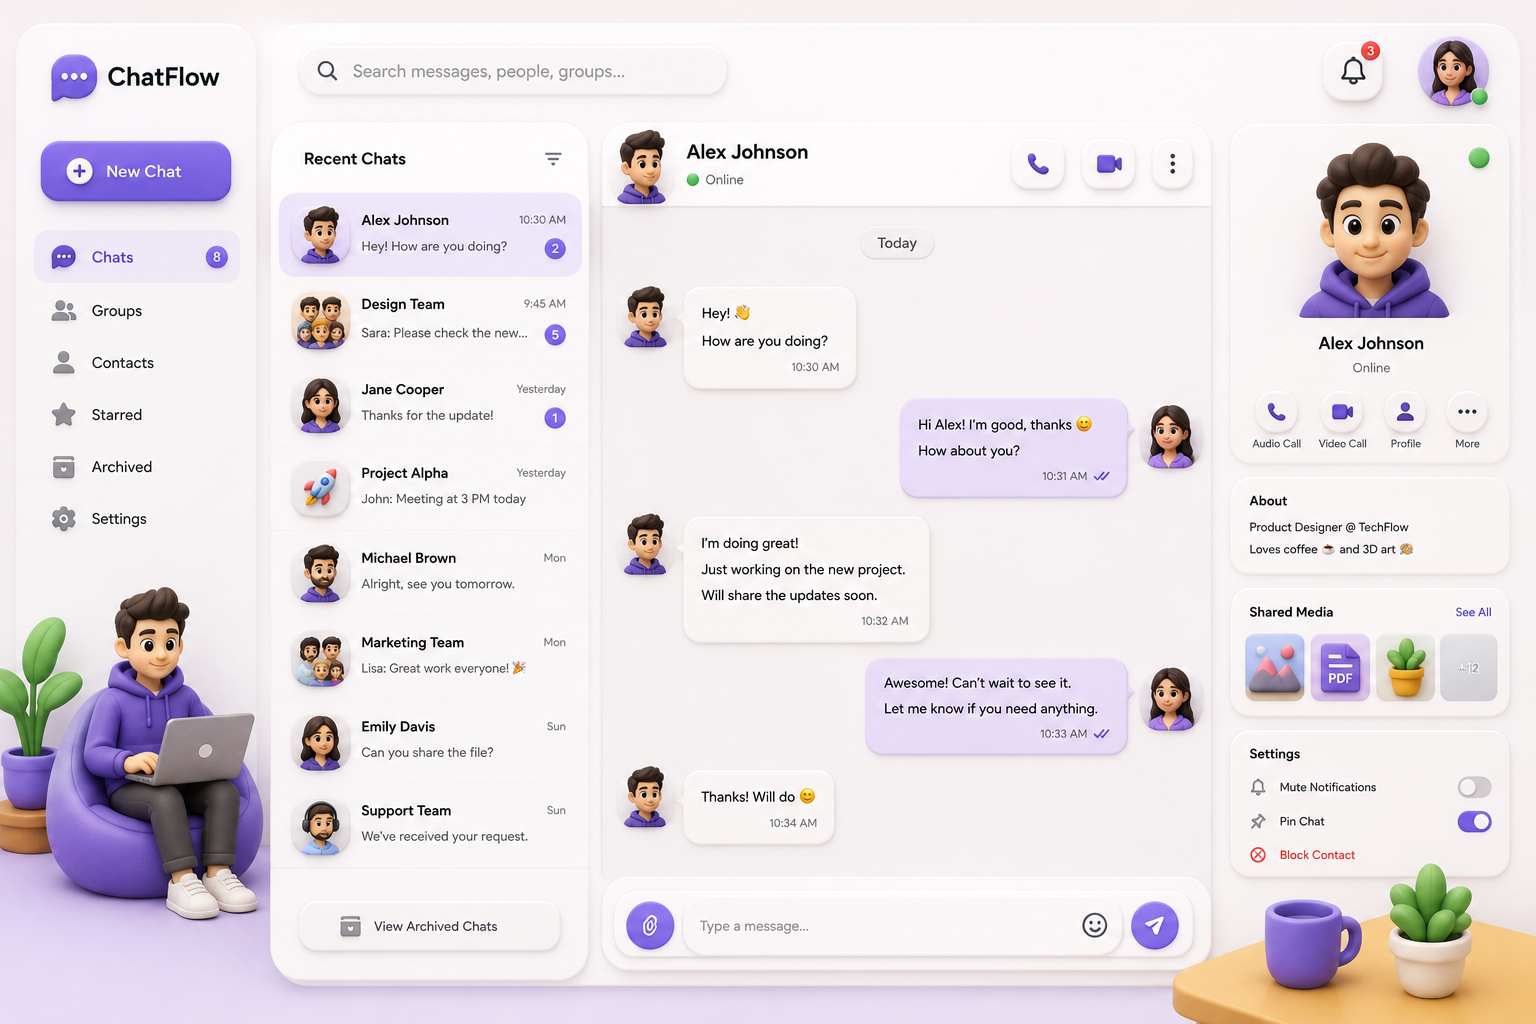 ChatFlow
New Chat
Chats 8
Groups
Contacts
Starred
Archived
Settings
Search messages, people, groups...
3
Recent Chats
Alex Johnson 10:30 AM
Hey! How are you doing? 2
Design Team 9:45 AM
Sara: Please check the new... 5
Jane Cooper Yesterday
Thanks for the update! 1
Project Alpha Yesterday
John: Meeting at 3 PM today
Michael Brown Mon
Alright, see you tomorrow.
Marketing Team Mon
Lisa: Great work everyone! 🎉
Emily Davis Sun
Can you share the file?
Support Team Sun
We've received your request.
View Archived Chats
Alex Johnson
Online
Today
Hey! 👋
How are you doing?
10:30 AM
Hi Alex! I'm good, thanks 😊
How about you?
10:31 AM
I'm doing great!
Just working on the new project.
Will share the updates soon.
10:32 AM
Awesome! Can't wait to see it.
Let me know if you need anything.
10:33 AM
Thanks! Will do 😊
10:34 AM
Type a message...
Alex Johnson
Online
Audio Call Video Call Profile More
About
Product Designer @ TechFlow
Loves coffee ☕ and 3D art 🎨
Shared Media See All
PDF
+12
Settings
Mute Notifications
Pin Chat
Block Contact